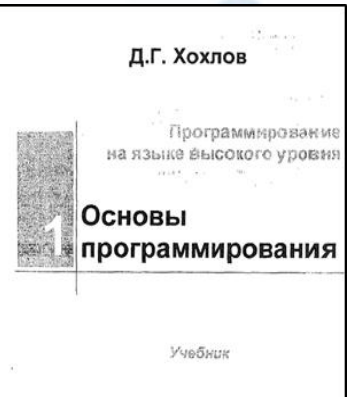 Д.Г. Хохлов
Программирование
на языке высокого уровня
1
Основы
программирования
Учебник